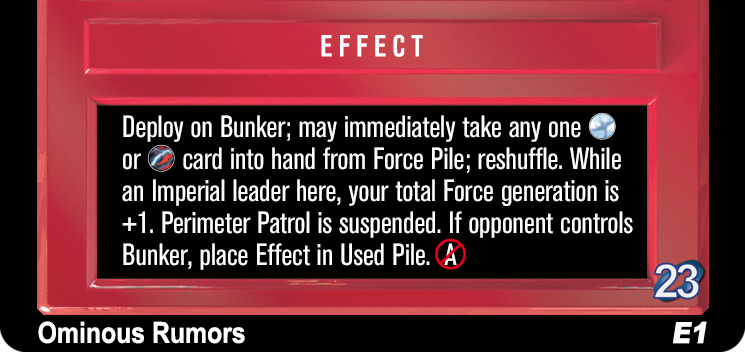 EFFECT
Deploy on Bunker; may immediately take any one
or card into hand from Force Pile; reshuffle. While
an Imperial leader here, your total Force generation is
+1. Perimeter Patrol is suspended. If opponent controls
Bunker, place Effect in Used Pile. A
23
Ominous Rumors E1